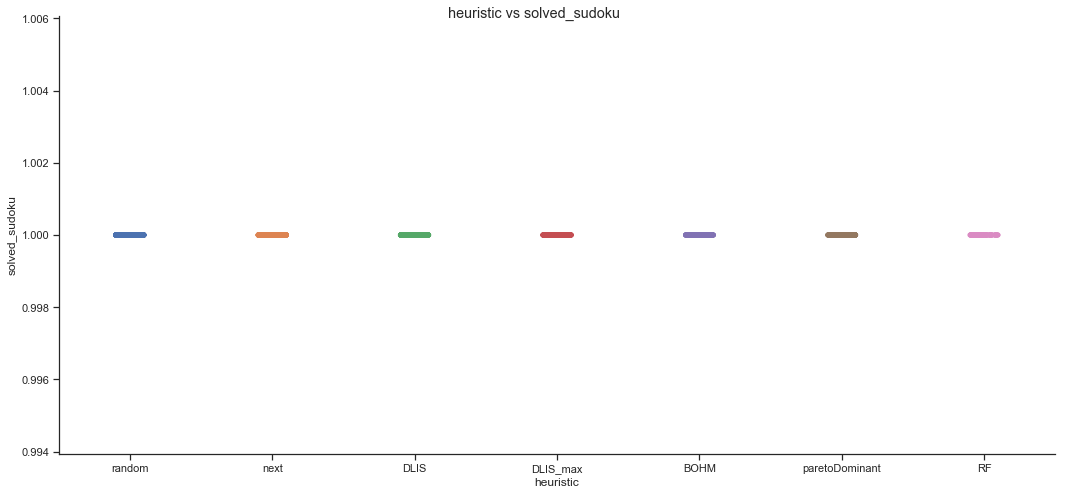 heuristic vs solved_sudoku
1.006
1.004
1.002
1.000
0.998
0.996
0.994
solved_sudoku
random next DLIS DLIS_max BOHM paretoDominant RF
heuristic